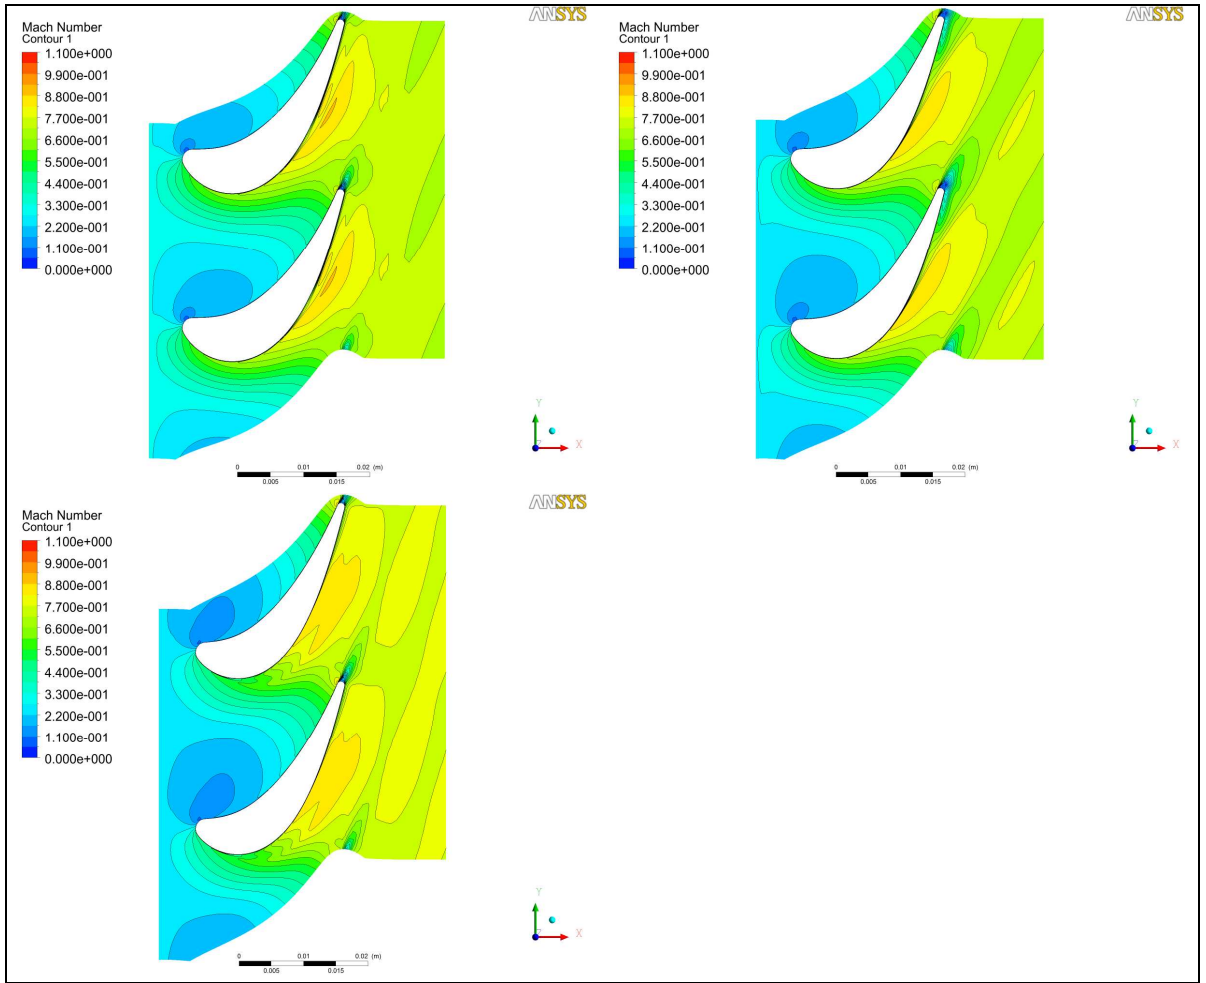 ANSYS
Mach Number
Contour 1
1.100e+000
9.900e-001
8.800e-001
7.700e-001
6.600e-001
5.500e-001
4.400e-001
3.300e-001
2.200e-001
1.100e-001
0.000e+000
Y
Z
X
0 0.01 0.02 (m)
0.005 0.015
ANSYS
Mach Number
Contour 1
1.100e+000
9.900e-001
8.800e-001
7.700e-001
6.600e-001
5.500e-001
4.400e-001
3.300e-001
2.200e-001
1.100e-001
0.000e+000
Y
Z
X
0 0.01 0.02 (m)
0.005 0.015
ANSYS
Mach Number
Contour 1
1.100e+000
9.900e-001
8.800e-001
7.700e-001
6.600e-001
5.500e-001
4.400e-001
3.300e-001
2.200e-001
1.100e-001
0.000e+000
Y
Z
X
0 0.01 0.02 (m)
0.005 0.015